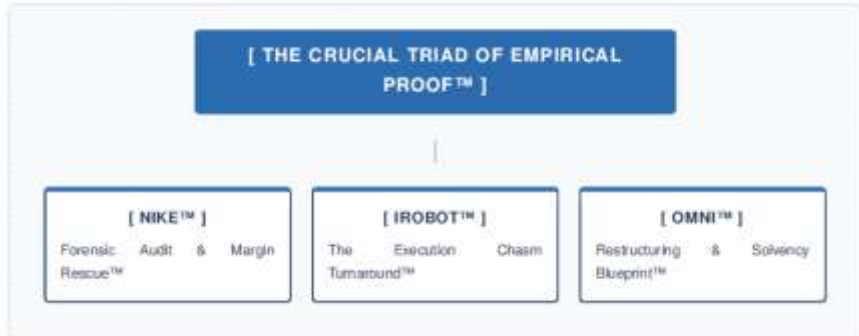 [ THE CRUCIAL TRIAD OF EMPIRICAL
PROOF™ ]
[ NIKE™ ]
Forensic Audit & Margin
Rescue™
[ IROBOT™ ]
The Execution Chasm
Turnaround™
[ OMNI™ ]
Restructuring & Solvency
Blueprint™